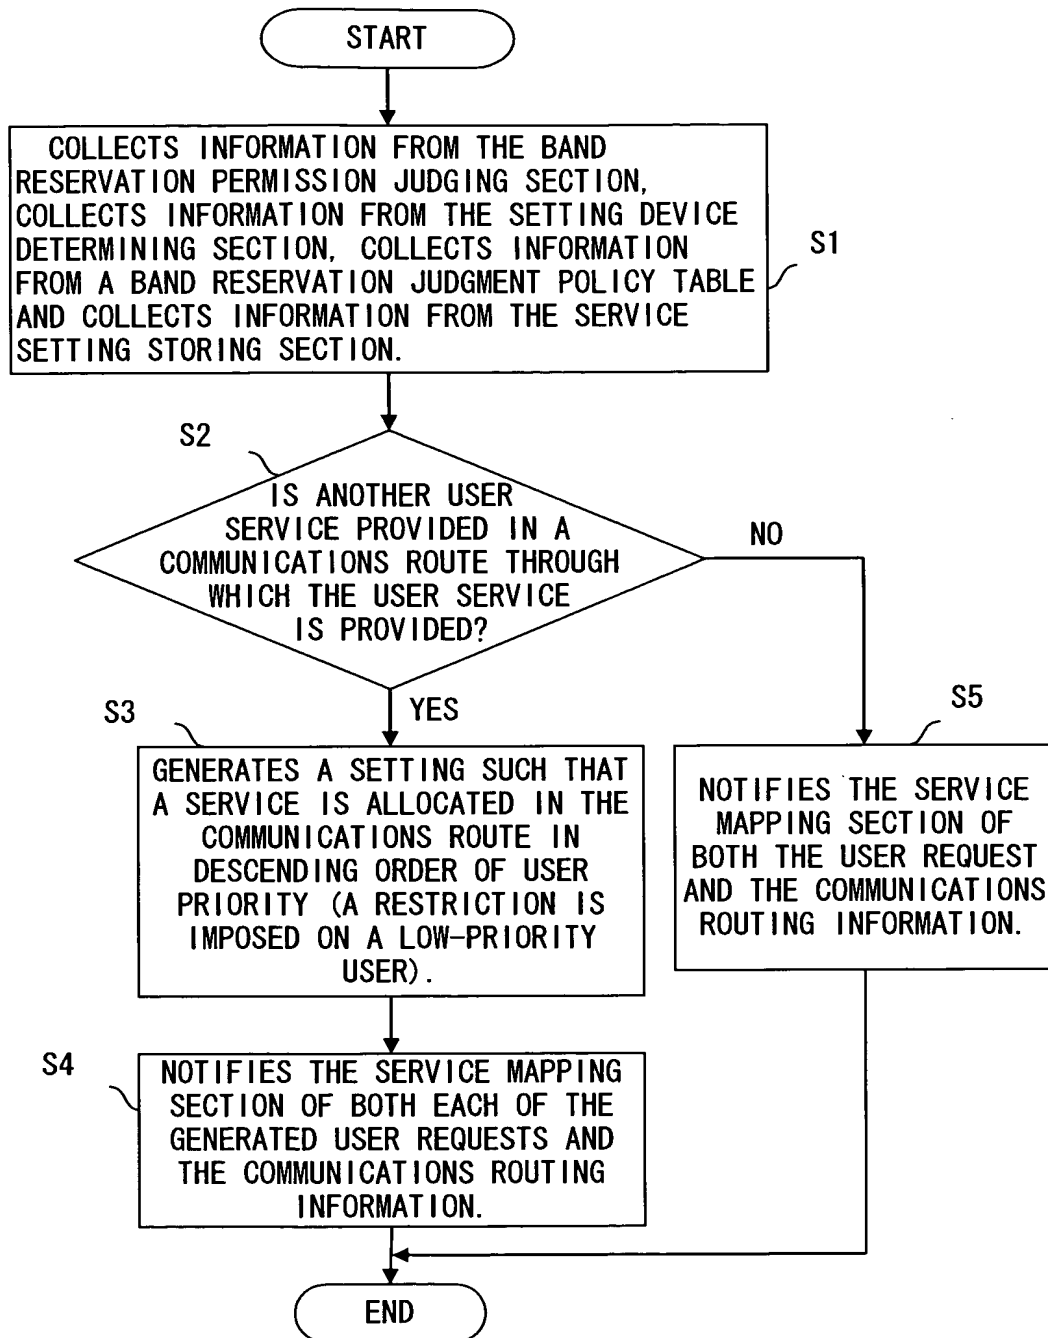 START
COLLECTS INFORMATION FROM THE BAND
RESERVATION PERMISSION JUDGING SECTION,
COLLECTS INFORMATION FROM THE SETTING DEVICE
DETERMINING SECTION, COLLECTS INFORMATION
FROM A BAND RESERVATION JUDGMENT POLICY TABLE
AND COLLECTS INFORMATION FROM THE SERVICE
SETTING STORING SECTION.
S1
S2
IS ANOTHER USER
SERVICE PROVIDED IN A
COMMUNICATIONS ROUTE THROUGH
WHICH THE USER SERVICE
IS PROVIDED?
NO
YES
S3
GENERATES A SETTING SUCH THAT
A SERVICE IS ALLOCATED IN THE
COMMUNICATIONS ROUTE IN
DESCENDING ORDER OF USER
PRIORITY (A RESTRICTION IS
IMPOSED ON A LOW-PRIORITY
USER).
S5
NOTIFIES THE SERVICE
MAPPING SECTION OF
BOTH THE USER REQUEST
AND THE COMMUNICATIONS
ROUTING INFORMATION.
S4
NOTIFIES THE SERVICE MAPPING
SECTION OF BOTH EACH OF THE
GENERATED USER REQUESTS AND
THE COMMUNICATIONS ROUTING
INFORMATION.
END